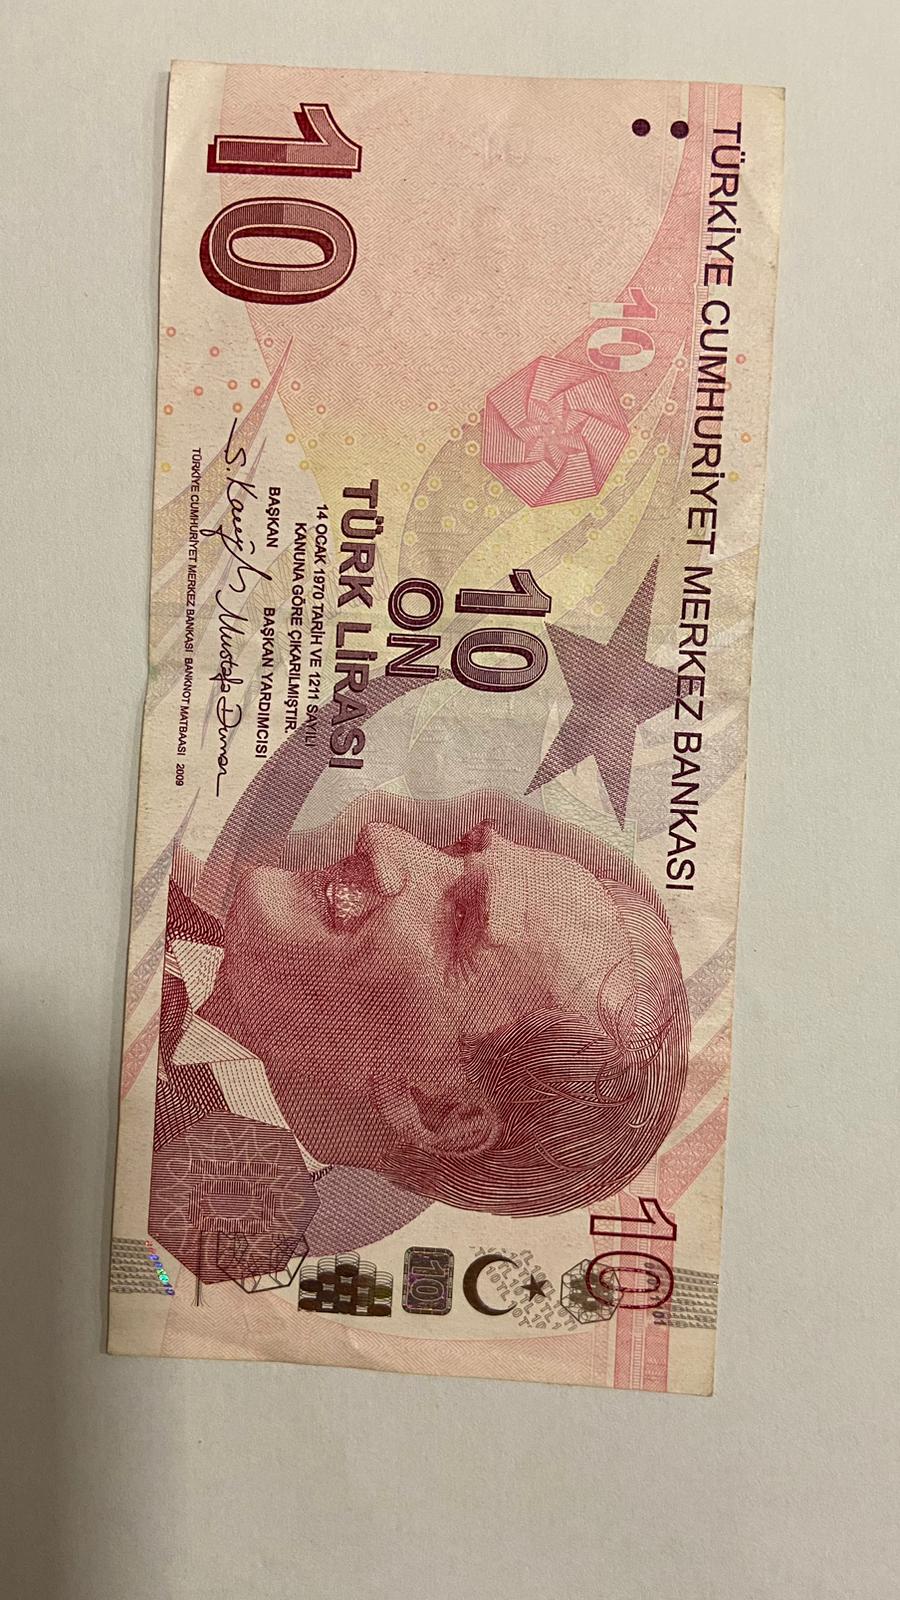 TÜRKİYE CUMHURİYET MERKEZ BANKASI
10
10
10
ON
TÜRK LİRASI
14 OCAK 1970 TARİH VE 1211 SAYILI
KANUNA GÖRE ÇIKARILMIŞTIR.
BAŞKAN BAŞKAN YARDIMCISI
10
TÜRKİYE CUMHURİYET MERKEZ BANKASI BANKNOT MATBAASI 2009
10
10